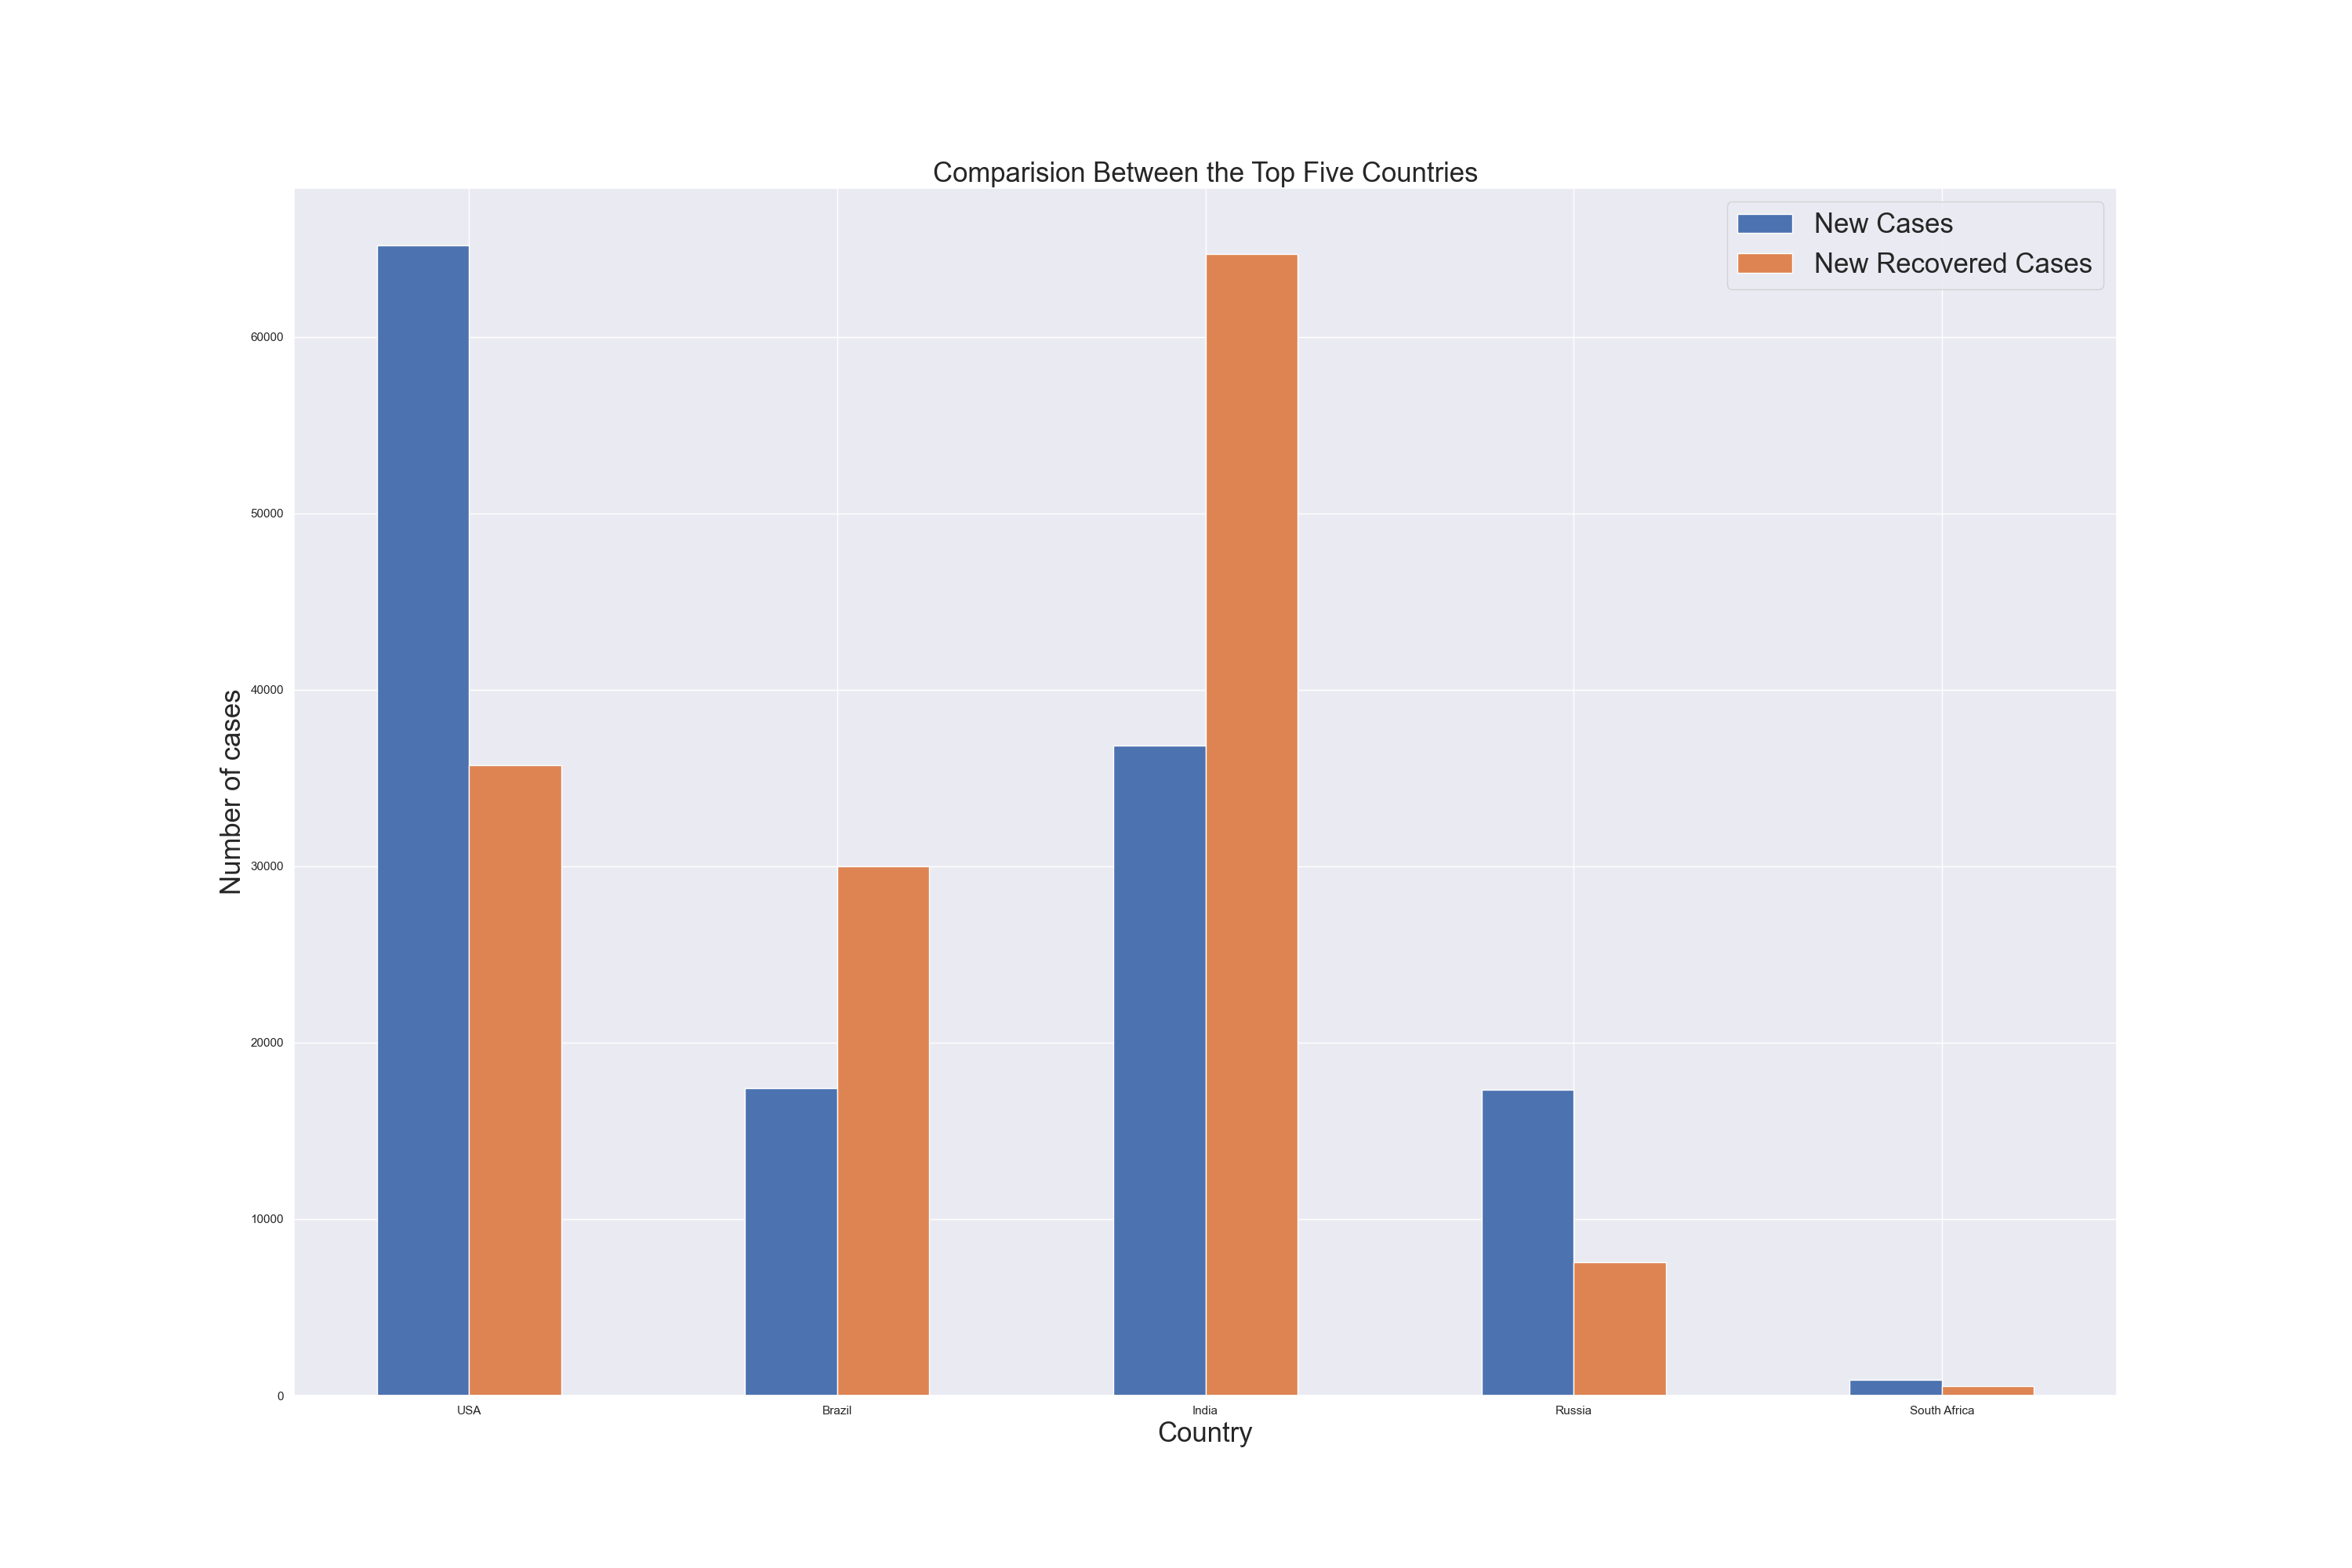 Comparision Between the Top Five Countries
New Cases
New Recovered Cases
Number of cases
60000
50000
40000
30000
20000
10000
0
USA Brazil India Russia South Africa
Country